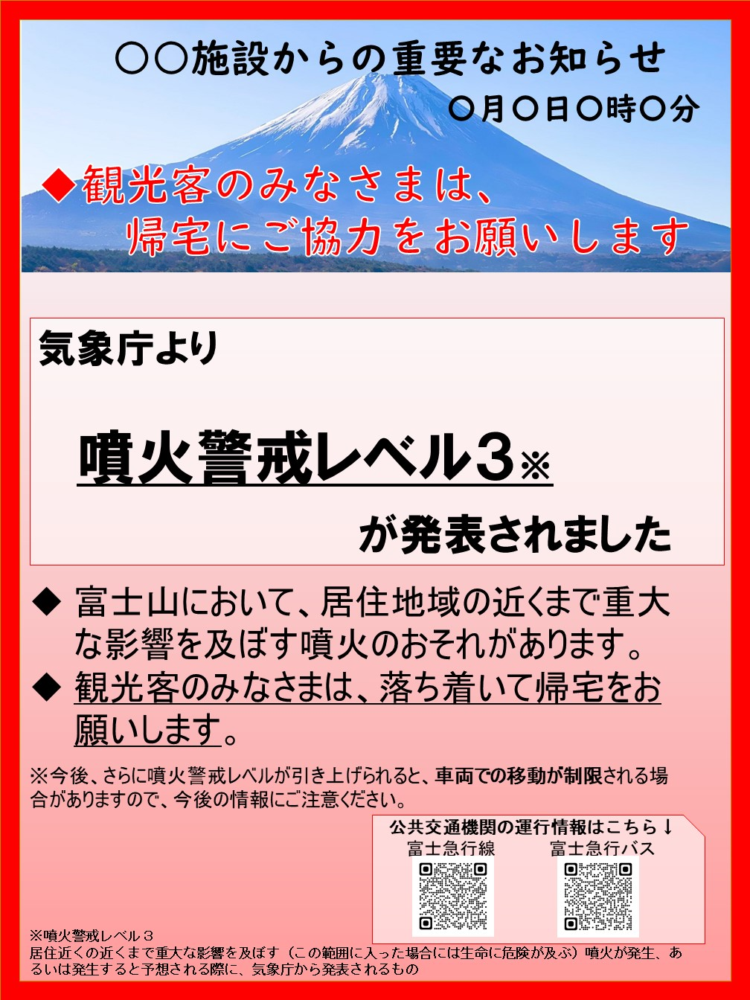 〇〇施設からの重要なお知らせ
〇月〇日〇時〇分
◆観光客のみなさまは、
帰宅にご協力をお願いします
気象庁より
噴火警戒レベル3※
が発表されました
◆ 富士山において、居住地域の近くまで重大
な影響を及ぼす噴火のおそれがあります。
◆ 観光客のみなさまは、落ち着いて帰宅をお
願いします。
※今後、さらに噴火警戒レベルが引き上げられると、車両での移動が制限される場
合がありますので、今後の情報にご注意ください。
公共交通機関の運行情報はこちら↓
富士急行線 富士急行バス
※噴火警戒レベル3
居住近くの近くまで重大な影響を及ぼす（この範囲に入った場合には生命に危険が及ぶ）噴火が発生、あ
るいは発生すると予想される際に、気象庁から発表されるもの